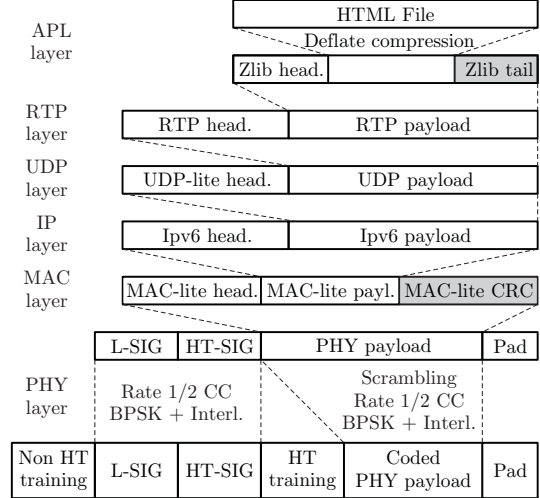 HTML File
APL
layer
Deflate compression
Zlib head.
Zlib tail
RTP
layer
RTP head.
RTP payload
UDP
layer
UDP-lite head.
UDP payload
IP
layer
Ipv6 head.
Ipv6 payload
MAC
layer
MAC-lite head.
MAC-lite payl.
MAC-lite CRC
L-SIG
HT-SIG
PHY payload
Pad
PHY
layer
Rate 1/2 CC
BPSK + Interl.
Scrambling
Rate 1/2 CC
BPSK + Interl.
Non HT
training
L-SIG
HT-SIG
HT
training
Coded
PHY payload
Pad